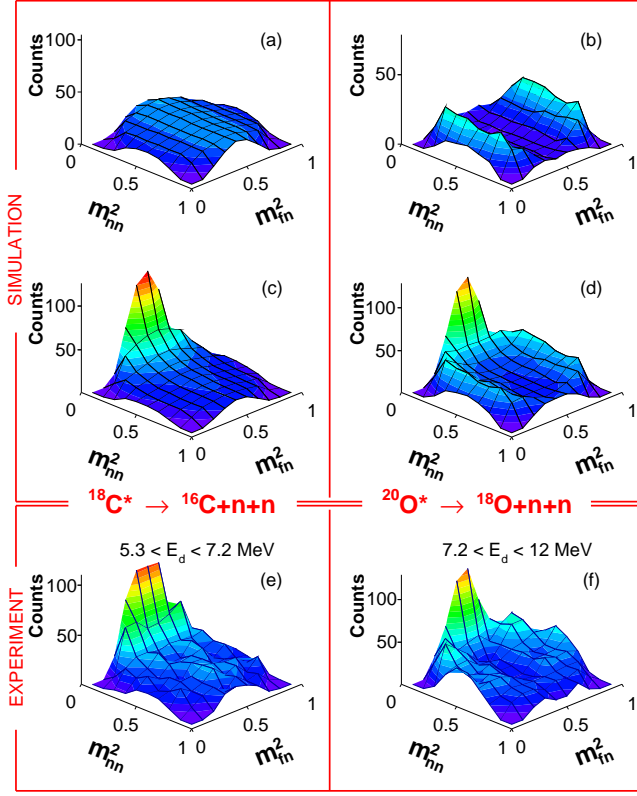 SIMULATION
(a)
Counts
100
50
0
0
0.5
1
0
0.5
1
m²nn
m²fn
(b)
Counts
50
0
0
0.5
1
0
0.5
1
m²nn
m²fn
(c)
Counts
100
50
0
0.5
1
0
0.5
1
m²nn
m²fn
(d)
Counts
100
50
0
0.5
1
0
0.5
1
m²nn
m²fn
¹⁸C* → ¹⁶C+n+n
²⁰O* → ¹⁸O+n+n
EXPERIMENT
5.3 < Ed < 7.2 MeV
(e)
Counts
100
50
0
0.5
1
0
0.5
1
m²nn
m²fn
7.2 < Ed < 12 MeV
(f)
Counts
100
50
0
0.5
1
0
0.5
1
m²nn
m²fn